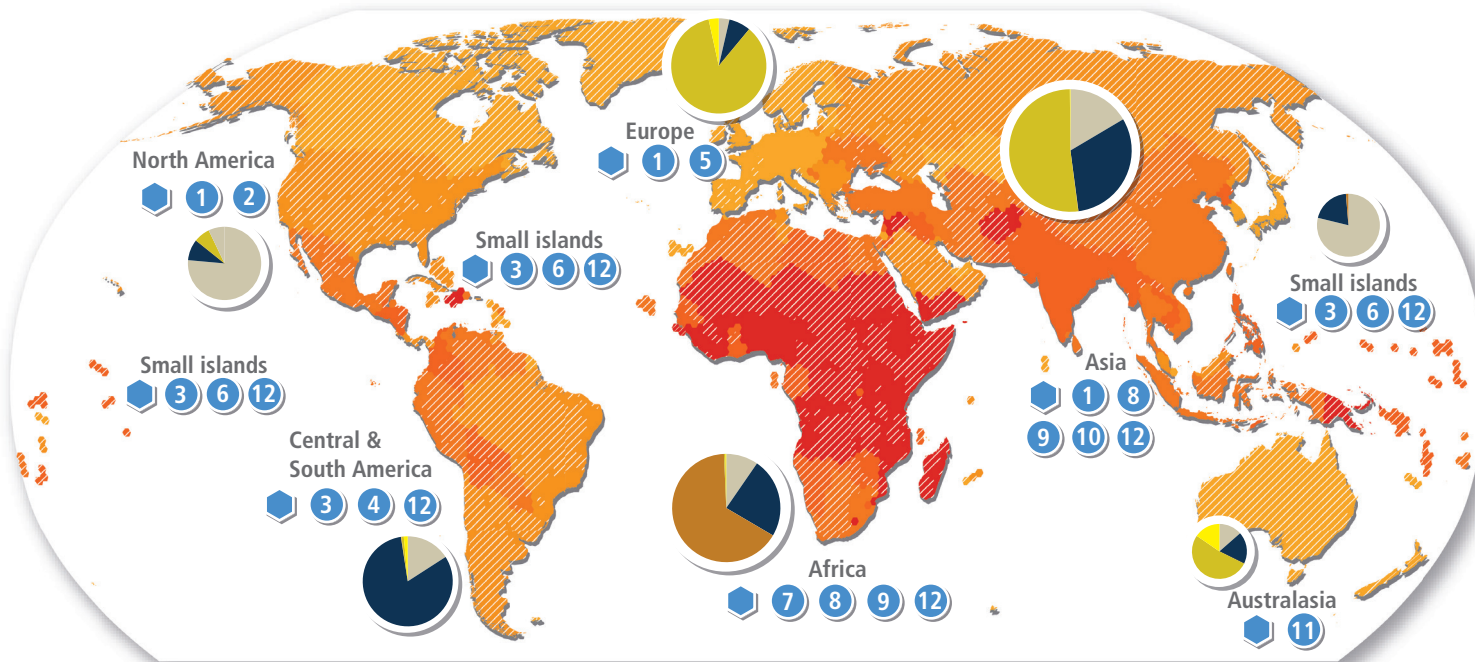 Europe
1 5
North America
1 2
Small islands
3 6 12
Small islands
3 6 12
Asia
1 8
9 10 12
Small islands
3 6 12
Central &
South America
3 4 12
Africa
7 8 9 12
Australasia
11